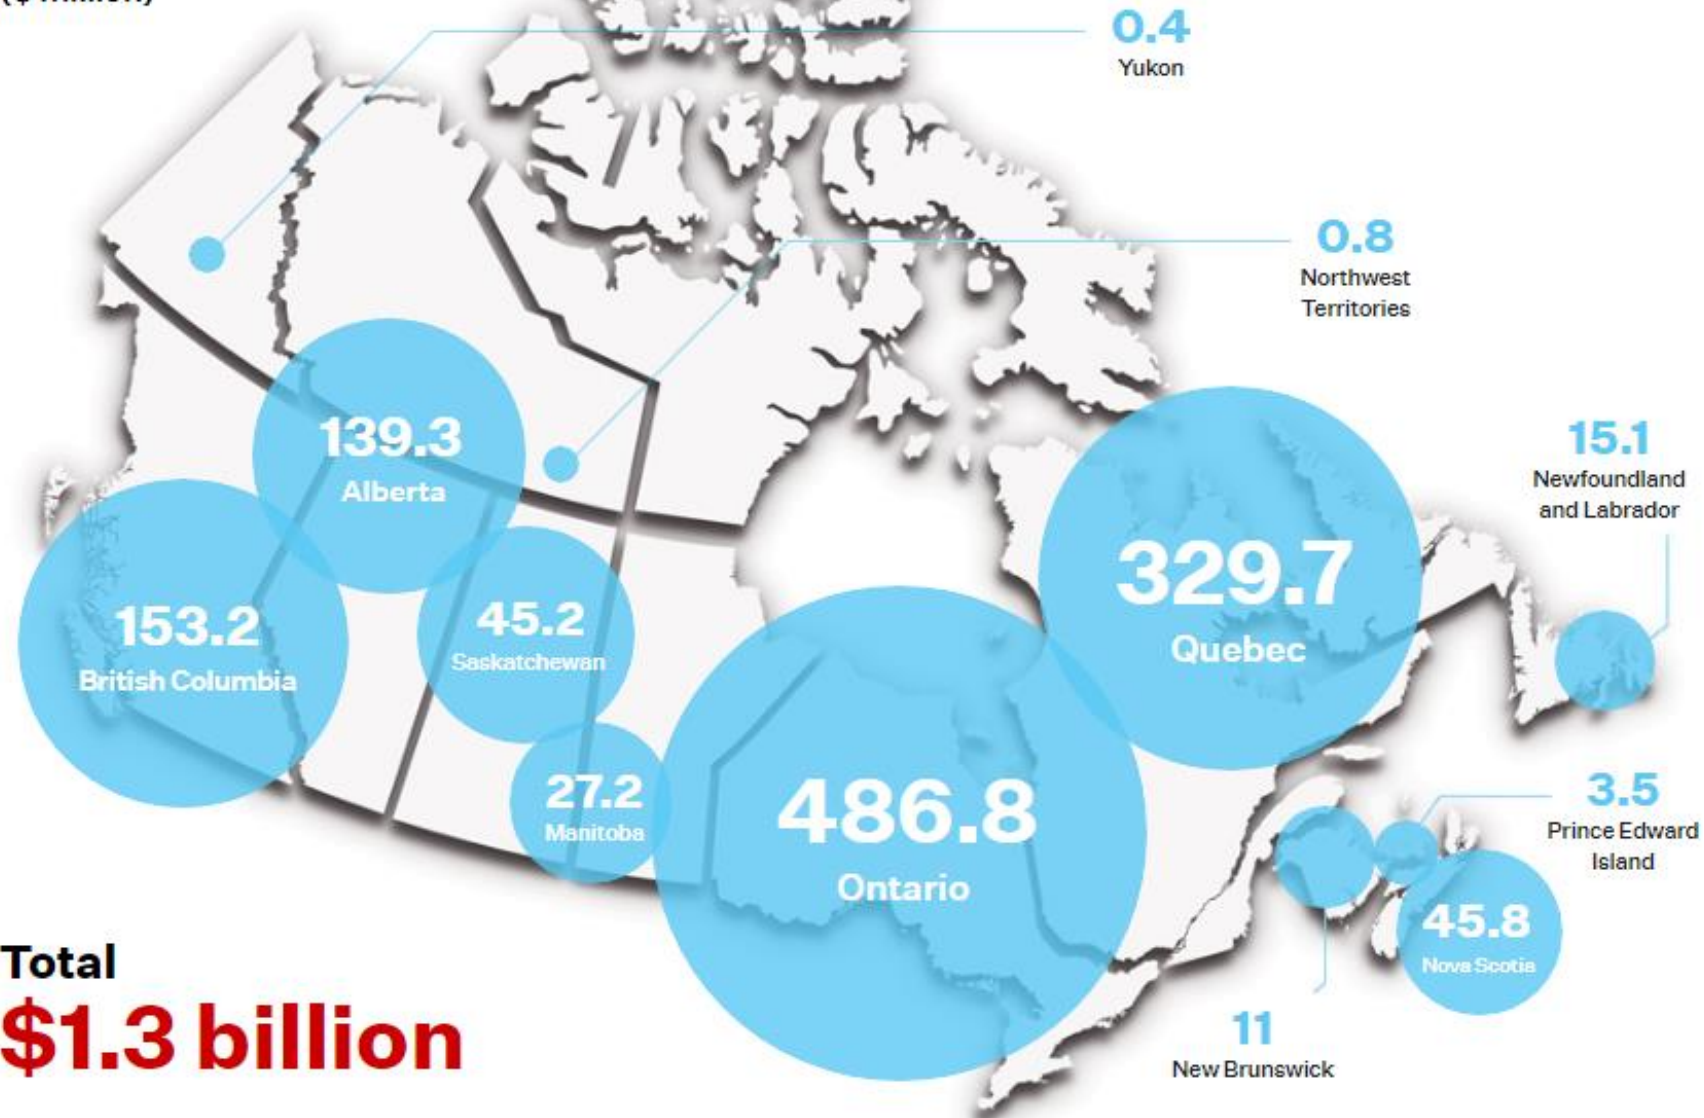 0.4
Yukon
0.8
Northwest
Territories
139.3
Alberta
15.1
Newfoundland
and Labrador
329.7
Quebec
153.2
British Columbia
45.2
Saskatchewan
27.2
Manitoba
486.8
Ontario
3.5
Prince Edward
Island
45.8
Nova Scotia
11
New Brunswick
Total
$1.3 billion